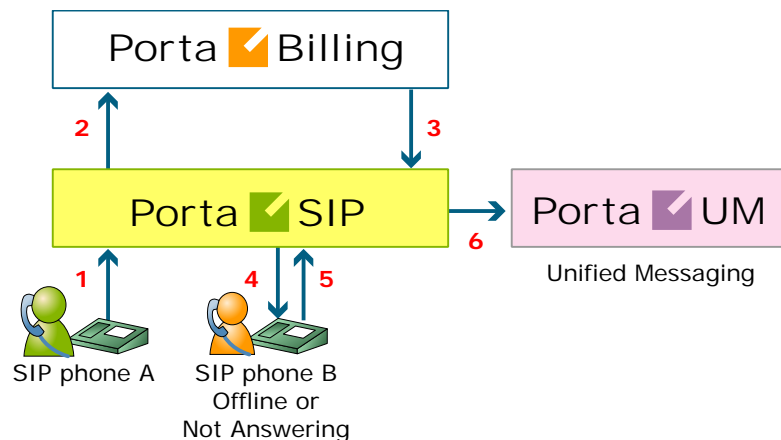 Porta Billing
2
3
Porta SIP
Porta UM
6
Unified Messaging
1
4
5
SIP phone A
SIP phone B
Offline or
Not Answering